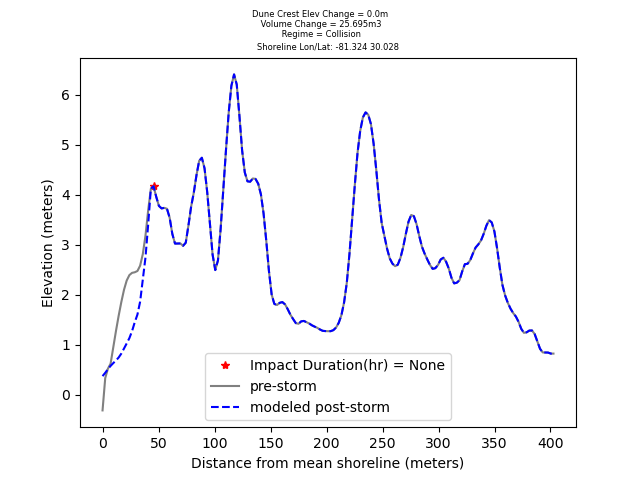 Dune Crest Elev Change = 0.0m
Volume Change = 25.695m3
Regime = Collision
Shoreline Lon/Lat: -81.324 30.028
Elevation (meters)
6
5
4
3
2
1
0
Impact Duration(hr) = None
pre-storm
modeled post-storm
0 50 100 150 200 250 300 350 400
Distance from mean shoreline (meters)